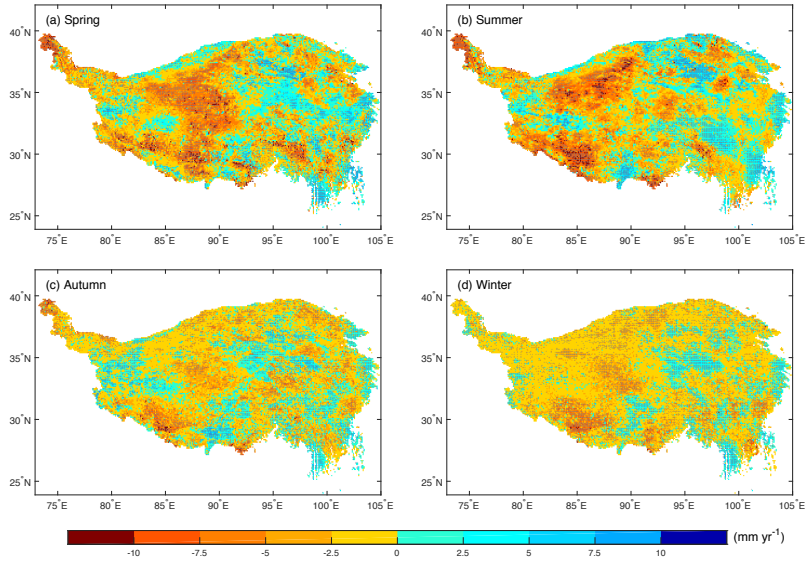 (a) Spring
(b) Summer
40°N
35°N
30°N
25°N
75°E 80°E 85°E 90°E 95°E 100°E 105°E
40°N
35°N
30°N
25°N
75°E 80°E 85°E 90°E 95°E 100°E 105°E
(c) Autumn
(d) Winter
40°N
35°N
30°N
25°N
75°E 80°E 85°E 90°E 95°E 100°E 105°E
40°N
35°N
30°N
25°N
75°E 80°E 85°E 90°E 95°E 100°E 105°E
-10 -7.5 -5 -2.5 0 2.5 5 7.5 10 (mm yr⁻¹)